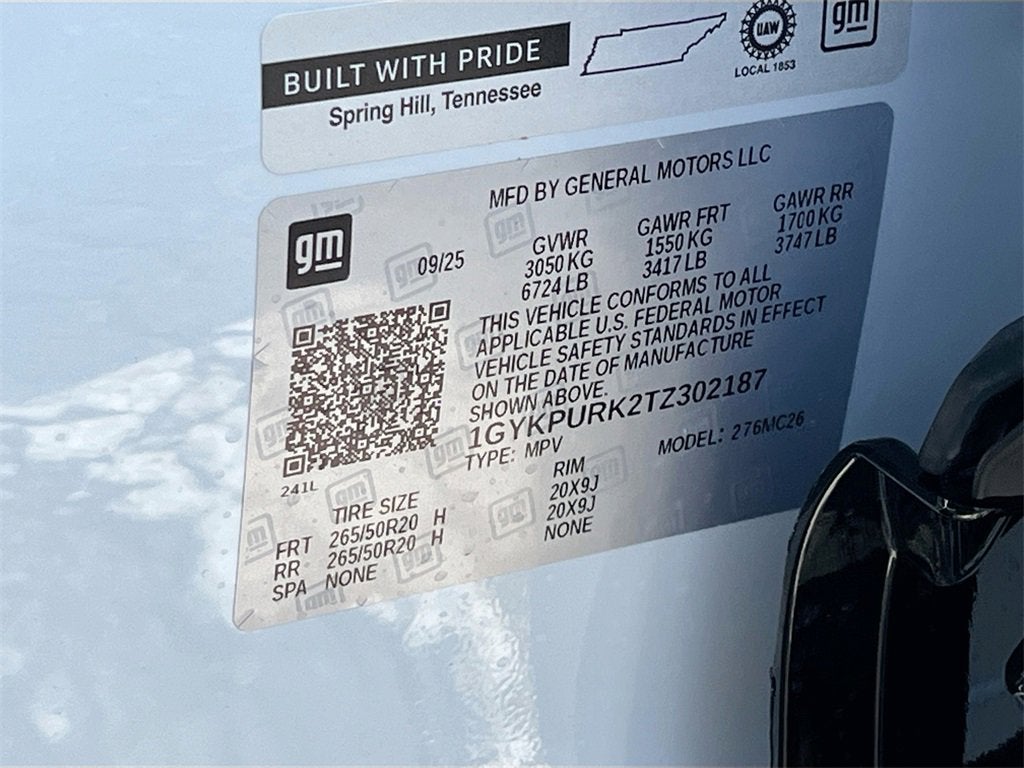 BUILT WITH PRIDE
Spring Hill, Tennessee
UAW
LOCAL 1853
gm
MFD BY GENERAL MOTORS LLC
gm
09/25
GVWR GAWR FRT GAWR RR
3050 KG 1550 KG 1700 KG
6724 LB 3417 LB 3747 LB
THIS VEHICLE CONFORMS TO ALL
APPLICABLE U.S. FEDERAL MOTOR
VEHICLE SAFETY STANDARDS IN EFFECT
ON THE DATE OF MANUFACTURE
SHOWN ABOVE.
1GYKPURK2TZ302187
TYPE: MPV MODEL: 276MC26
241L
TIRE SIZE RIM
FRT 265/50R20 H 20X9J
RR 265/50R20 H 20X9J
SPA NONE NONE